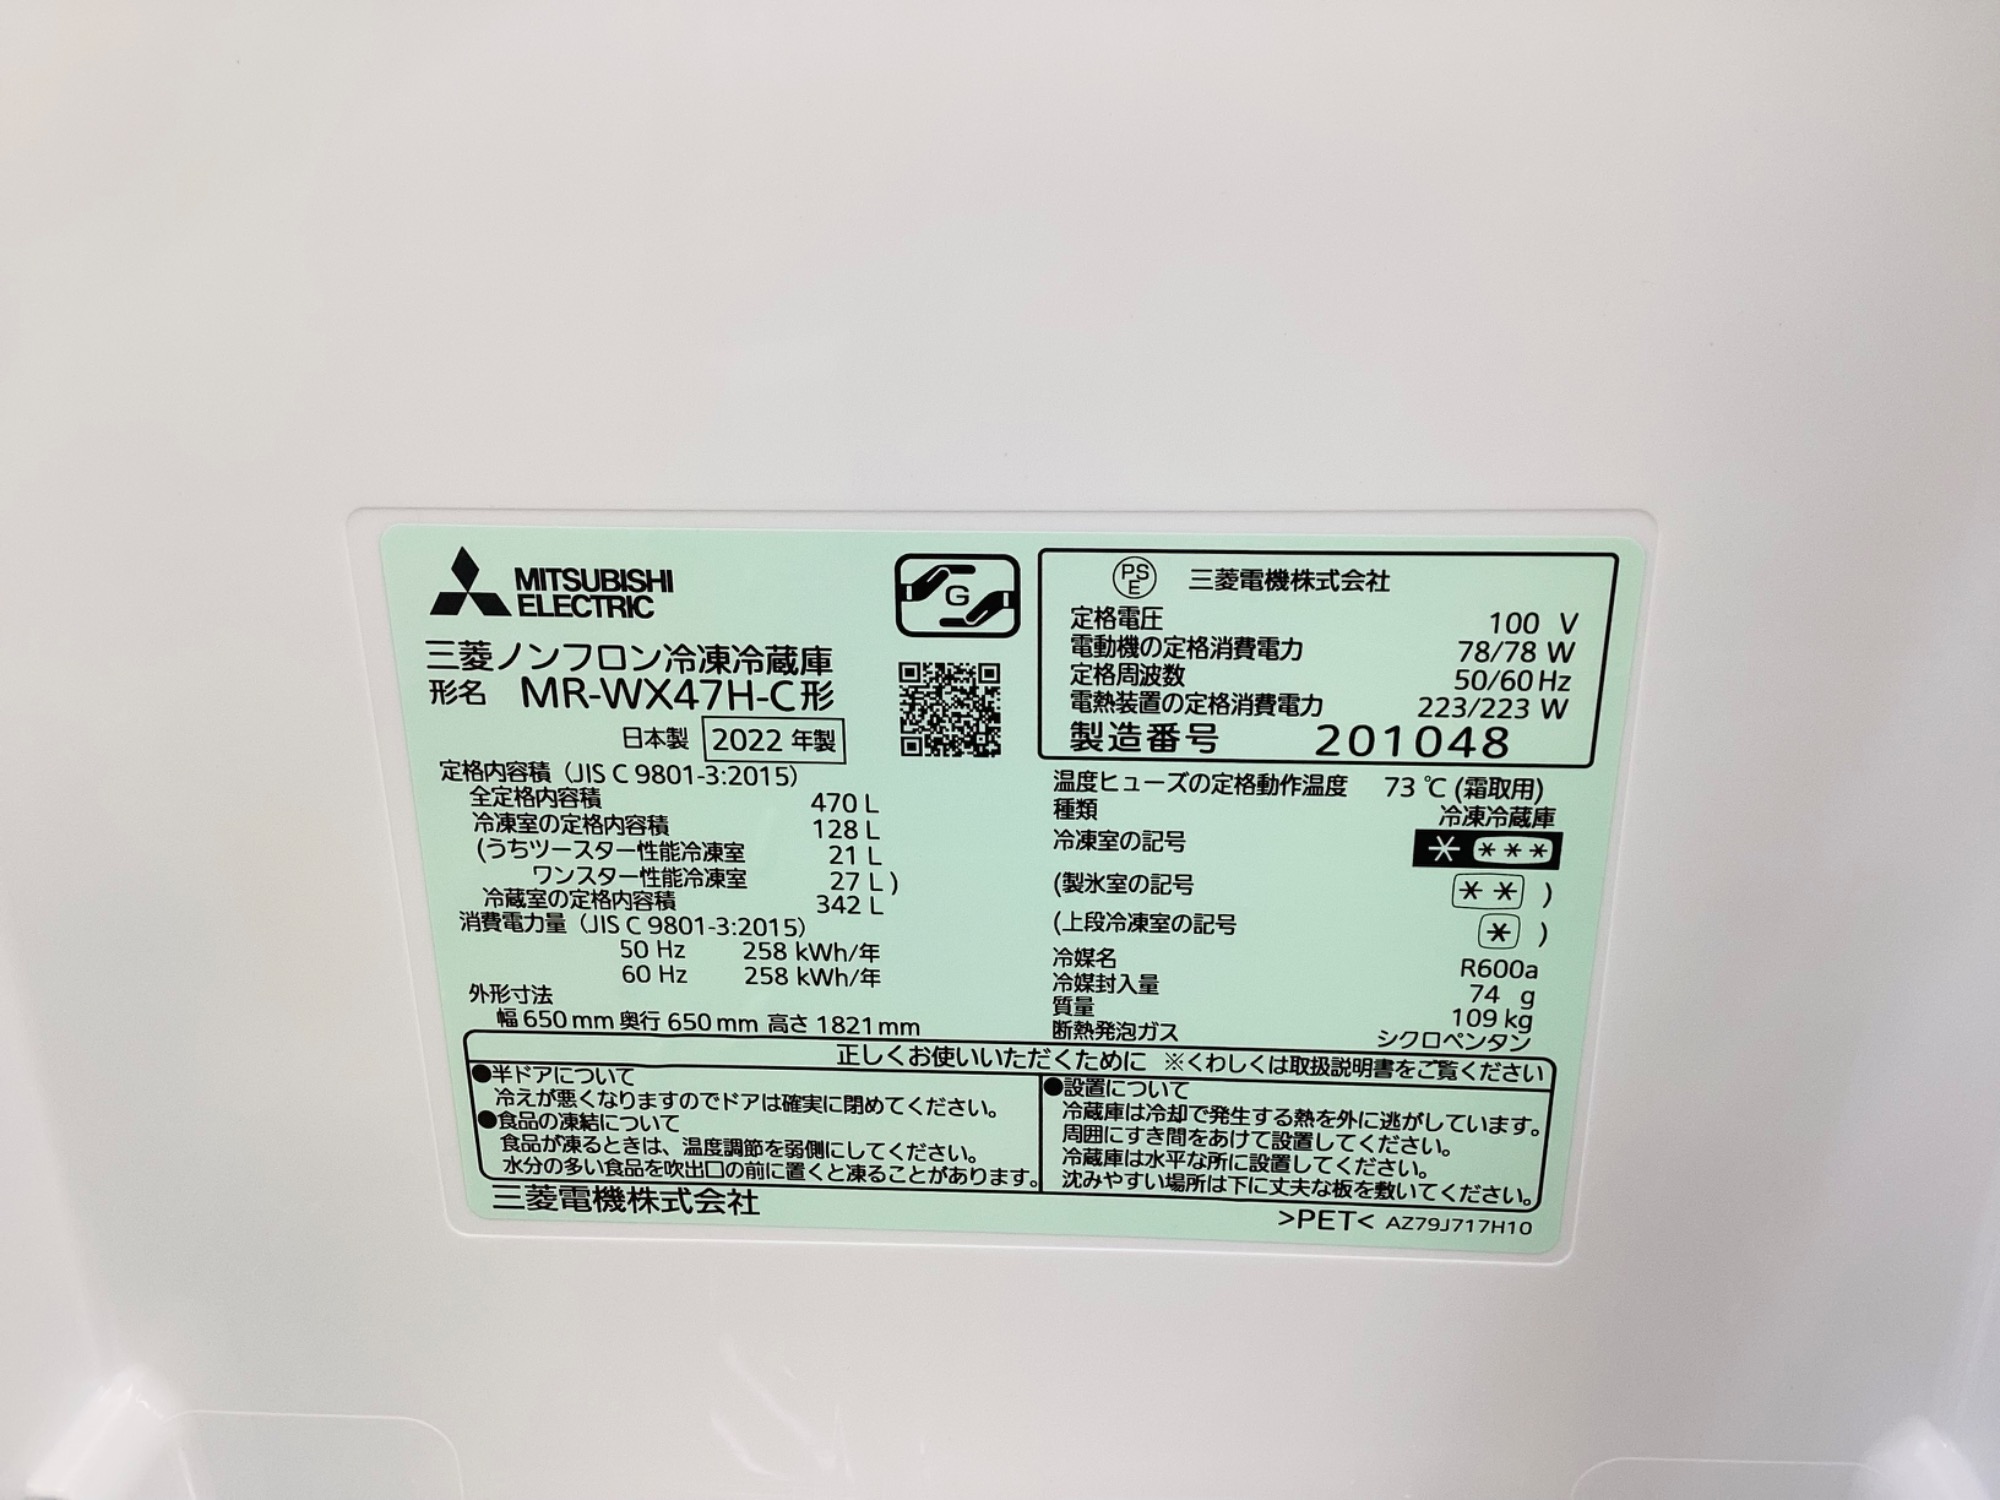 MITSUBISHI
ELECTRIC
G
三菱ノンフロン冷凍冷蔵庫
形名 MR-WX47H-C形
日本製 2022 年製
定格内容積（JIS C 9801-3:2015）
全定格内容積 470 L
冷凍室の定格内容積 128 L
(うちツースター性能冷凍室 21 L
ワンスター性能冷凍室 27 L )
冷蔵室の定格内容積 342 L
消費電力量（JIS C 9801-3:2015）
50 Hz 258 kWh/年
60 Hz 258 kWh/年
外形寸法
幅 650 mm 奥行 650 mm 高さ 1821 mm
PS
E
三菱電機株式会社
定格電圧 100 V
電動機の定格消費電力 78/78 W
定格周波数 50/60 Hz
電熱装置の定格消費電力 223/223 W
製造番号 201048
温度ヒューズの定格動作温度 73 ℃ (霜取用)
種類 冷凍冷蔵庫
冷凍室の記号 * ***
(製氷室の記号 ** )
(上段冷凍室の記号 * )
冷媒名 R600a
冷媒封入量 74 g
質量 109 kg
断熱発泡ガス シクロペンタン
正しくお使いいただくために ※くわしくは取扱説明書をご覧ください
●半ドアについて
冷えが悪くなりますのでドアは確実に閉めてください。
●食品の凍結について
食品が凍るときは、温度調節を弱側にしてください。
水分の多い食品を吹出口の前に置くと凍ることがあります。
●設置について
冷蔵庫は冷却で発生する熱を外に逃がしています。
周囲にすき間をあけて設置してください。
冷蔵庫は水平な所に設置してください。
沈みやすい場所は下に丈夫な板を敷いてください。
三菱電機株式会社
>PET< AZ79J717H10